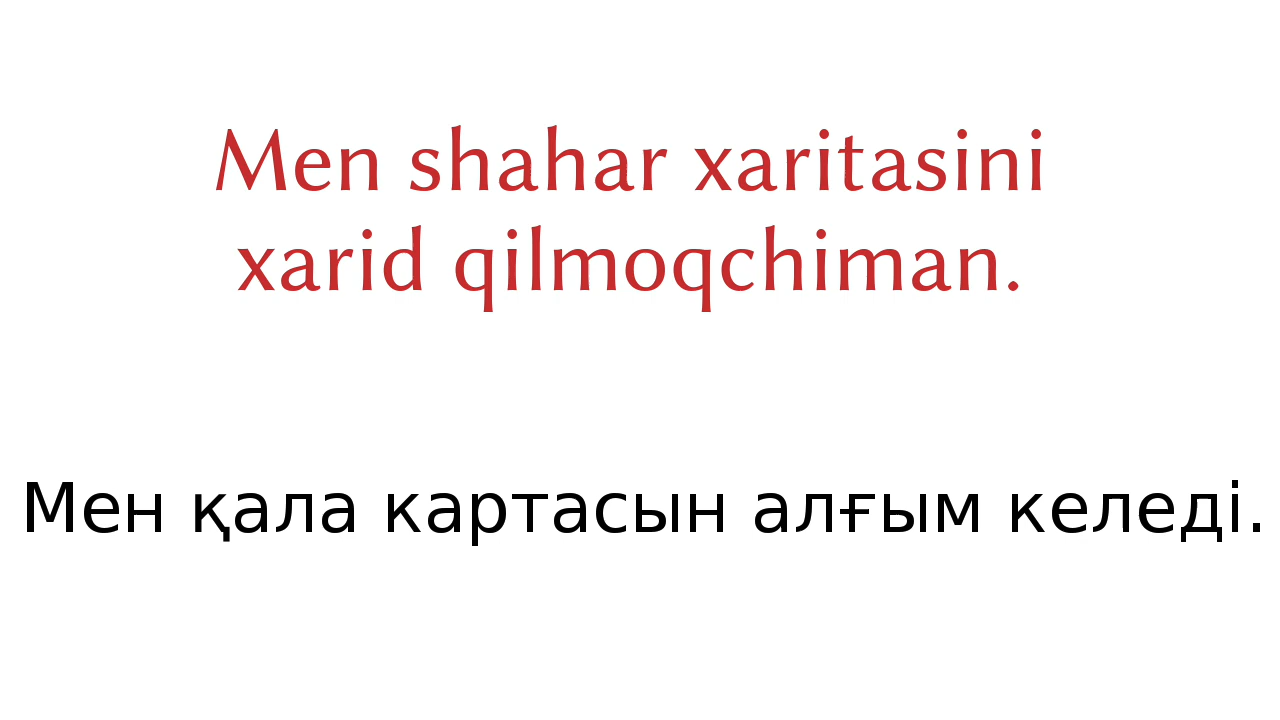 Men shahar xaritasini
xarid qilmoqchiman.
Мен қала картасын алғым келеді.